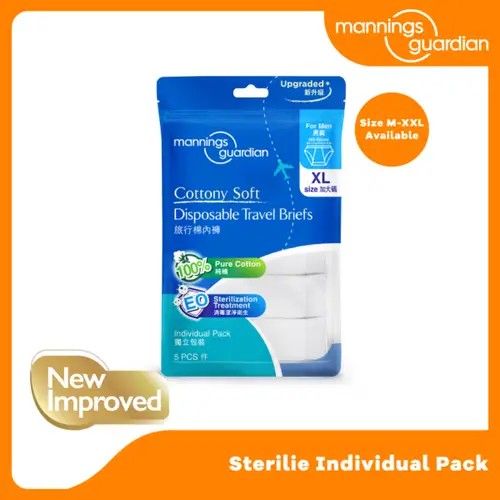 mannings
guardian
Size M-XXL
Available
Upgraded
新升級
mannings
guardian
For Men
男裝
XL
size 加大碼
Cottony Soft
Disposable Travel Briefs
旅行棉內褲
100%
Pure Cotton
純棉
EO
Sterilization
Treatment
消毒潔淨衛生
Individual Pack
獨立包裝
5 PCS 件
New
Improved
Sterilie Individual Pack